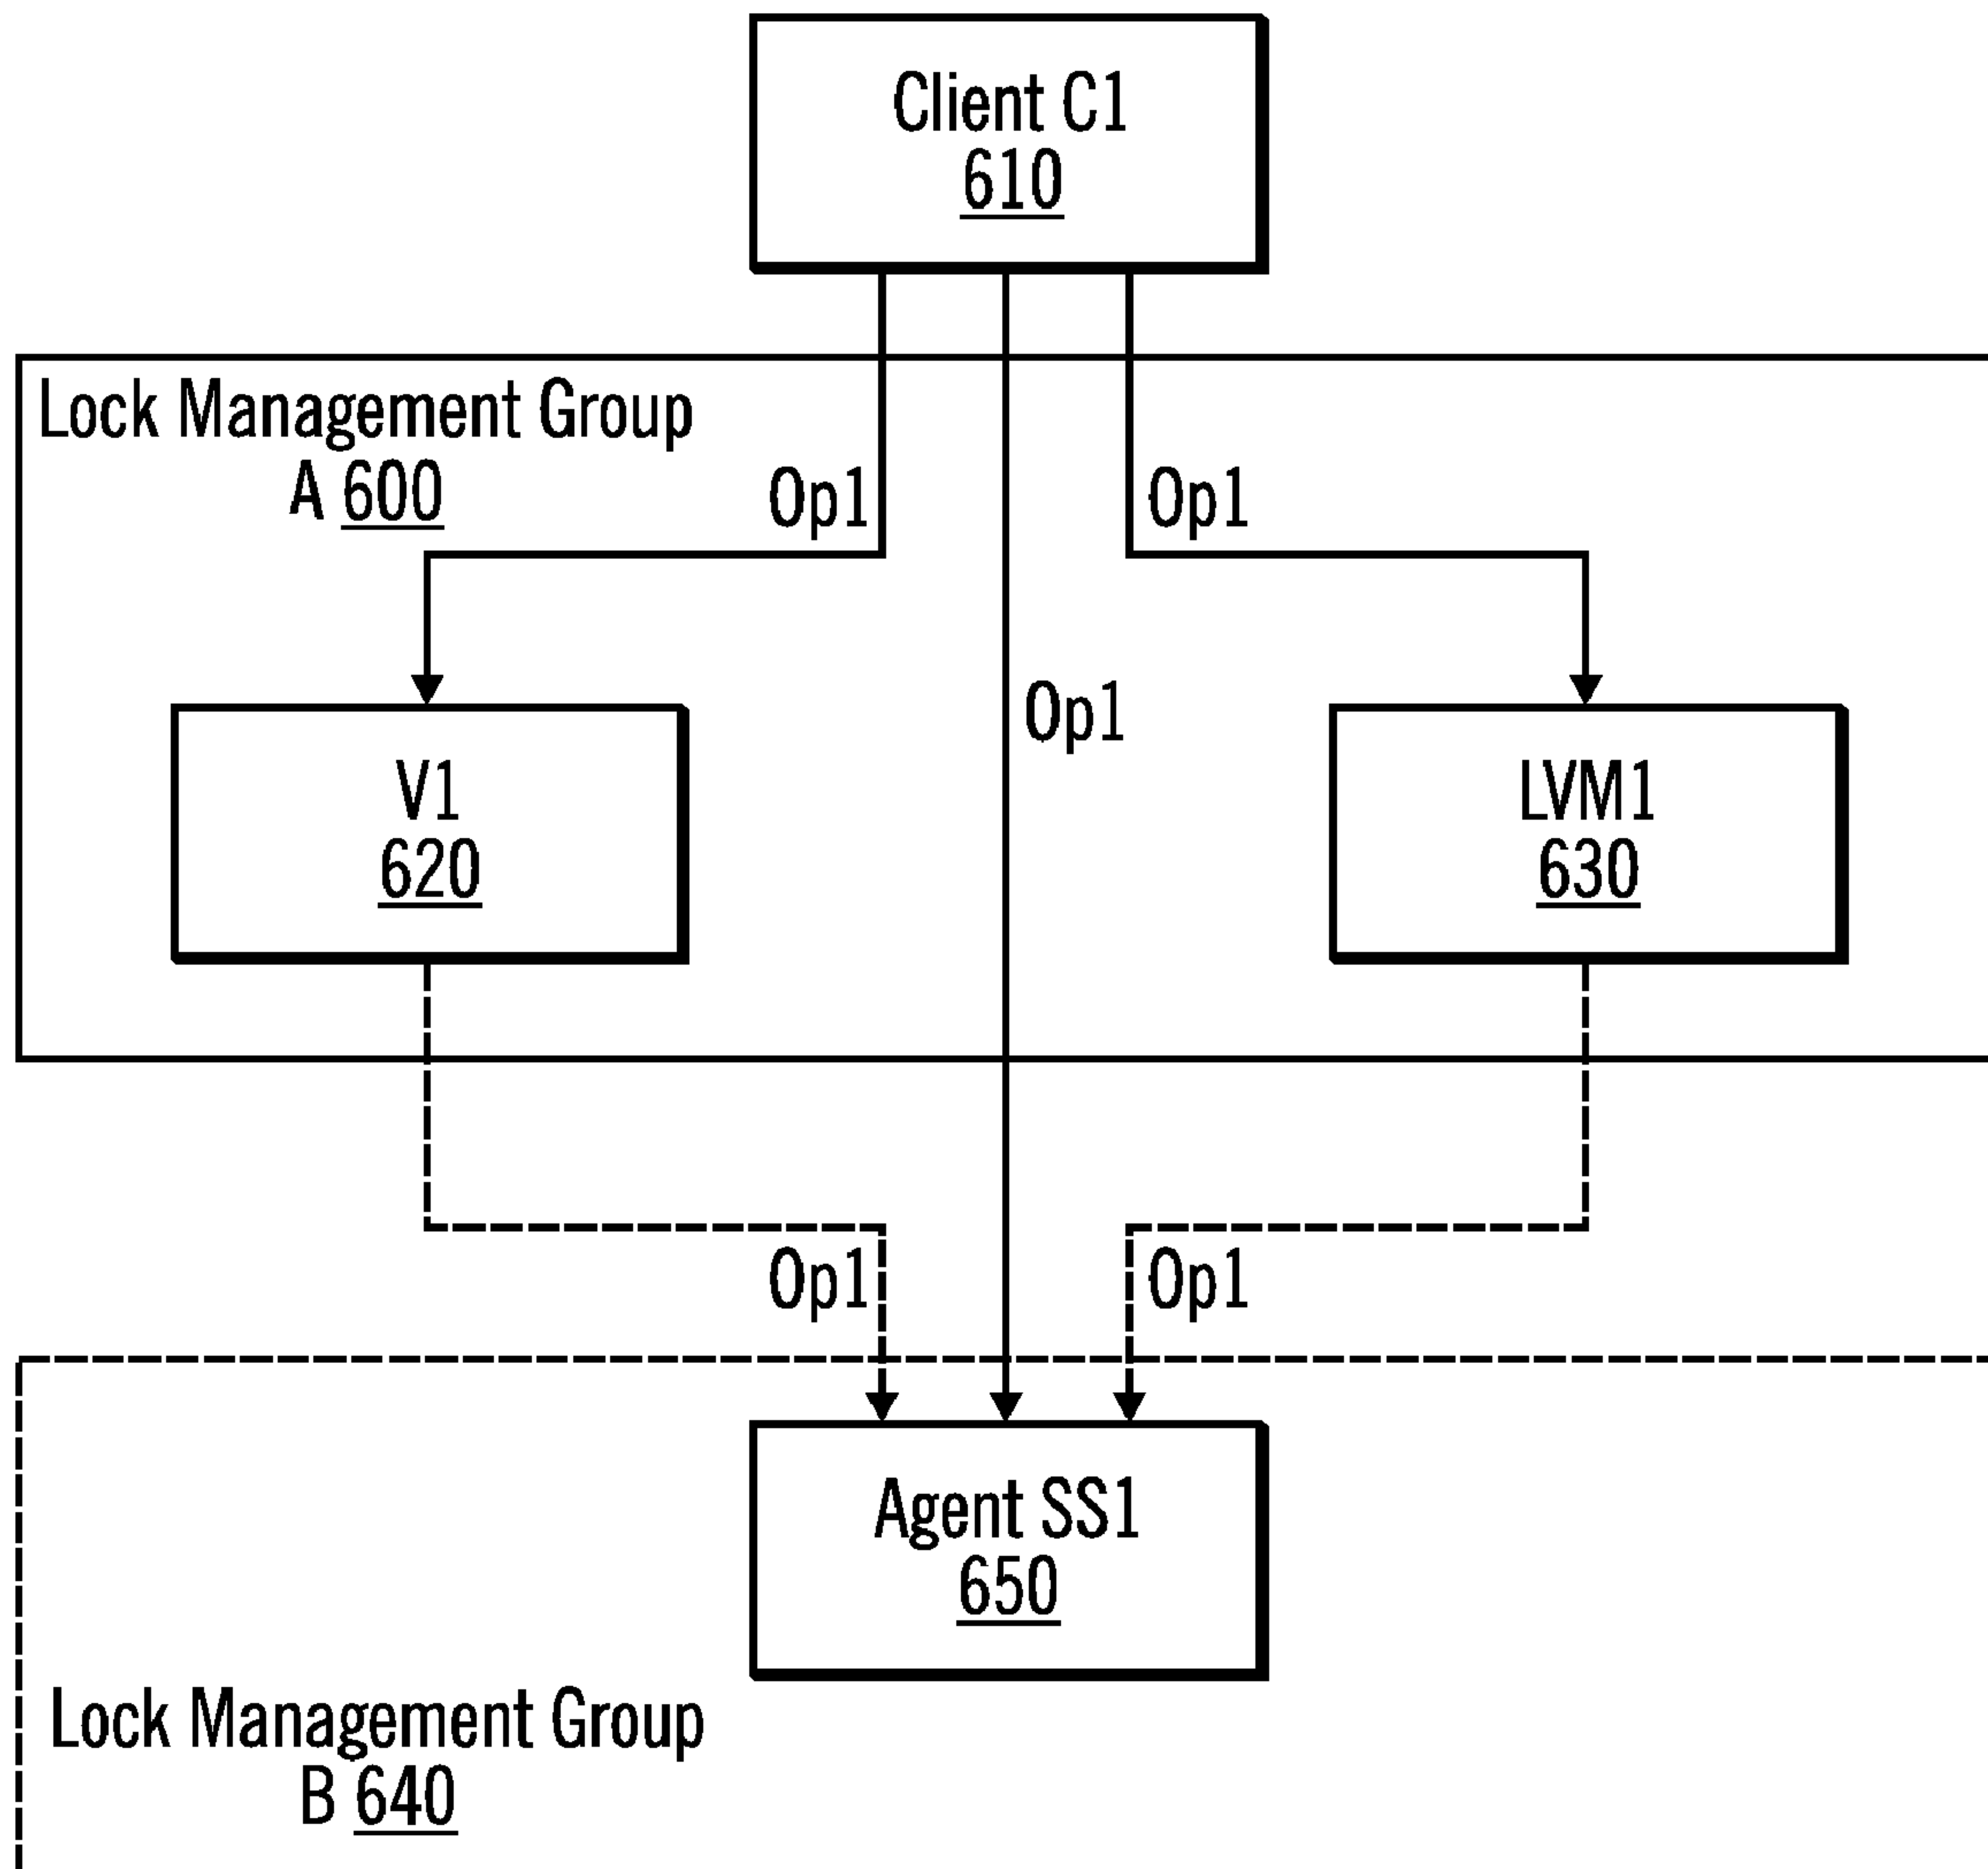 Client C1
610
Lock Management Group
A 600
Op1
Op1
Op1
V1
620
LVM1
630
Op1
Op1
Agent SS1
650
Lock Management Group
B 640